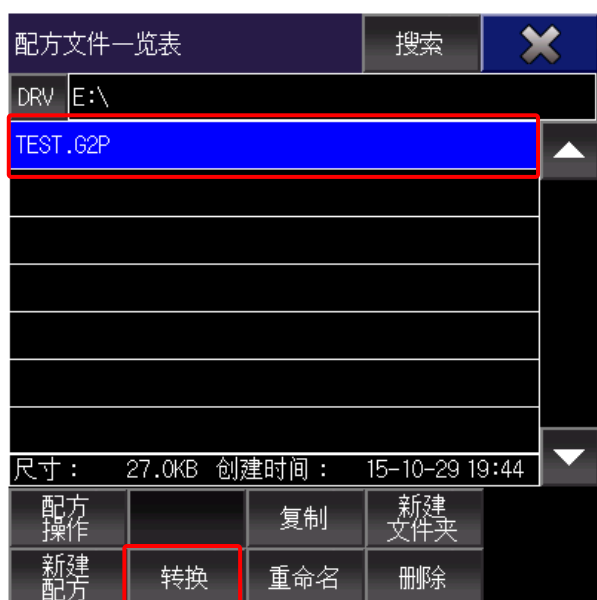 配方文件一览表 搜索
DRV E:\
TEST.G2P
尺寸： 27.0KB 创建时间： 15-10-29 19:44
配方操作 复制 新建文件夹
新建配方 转换 重命名 删除